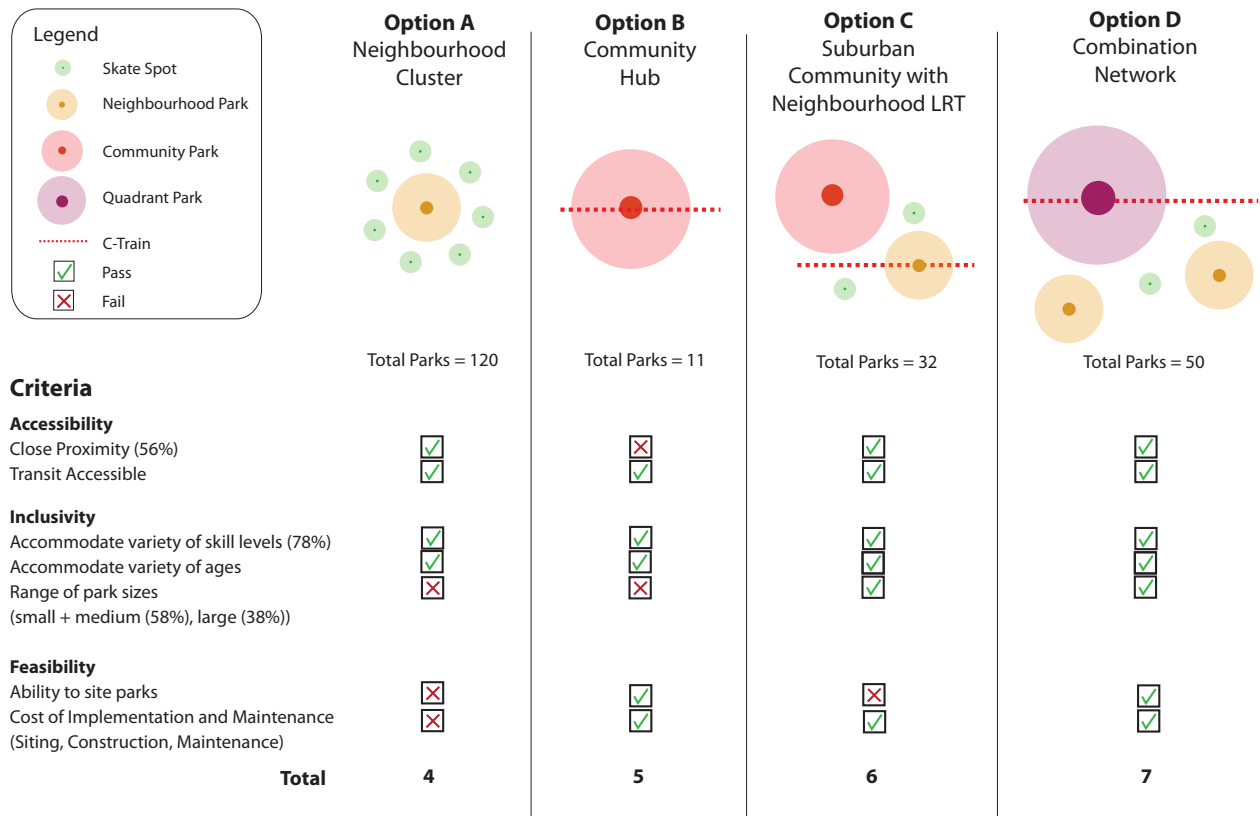 Legend
Skate Spot
Neighbourhood Park
Community Park
Quadrant Park
C-Train
Pass
Fail
Option A
Neighbourhood
Cluster
Total Parks = 120
Option B
Community
Hub
Total Parks = 11
Option C
Suburban
Community with
Neighbourhood LRT
Total Parks = 32
Option D
Combination
Network
Total Parks = 50
Criteria
Accessibility
Close Proximity (56%)
Transit Accessible
Inclusivity
Accommodate variety of skill levels (78%)
Accommodate variety of ages
Range of park sizes
(small + medium (58%), large (38%))
Feasibility
Ability to site parks
Cost of Implementation and Maintenance
(Siting, Construction, Maintenance)
Total 4 5 6 7